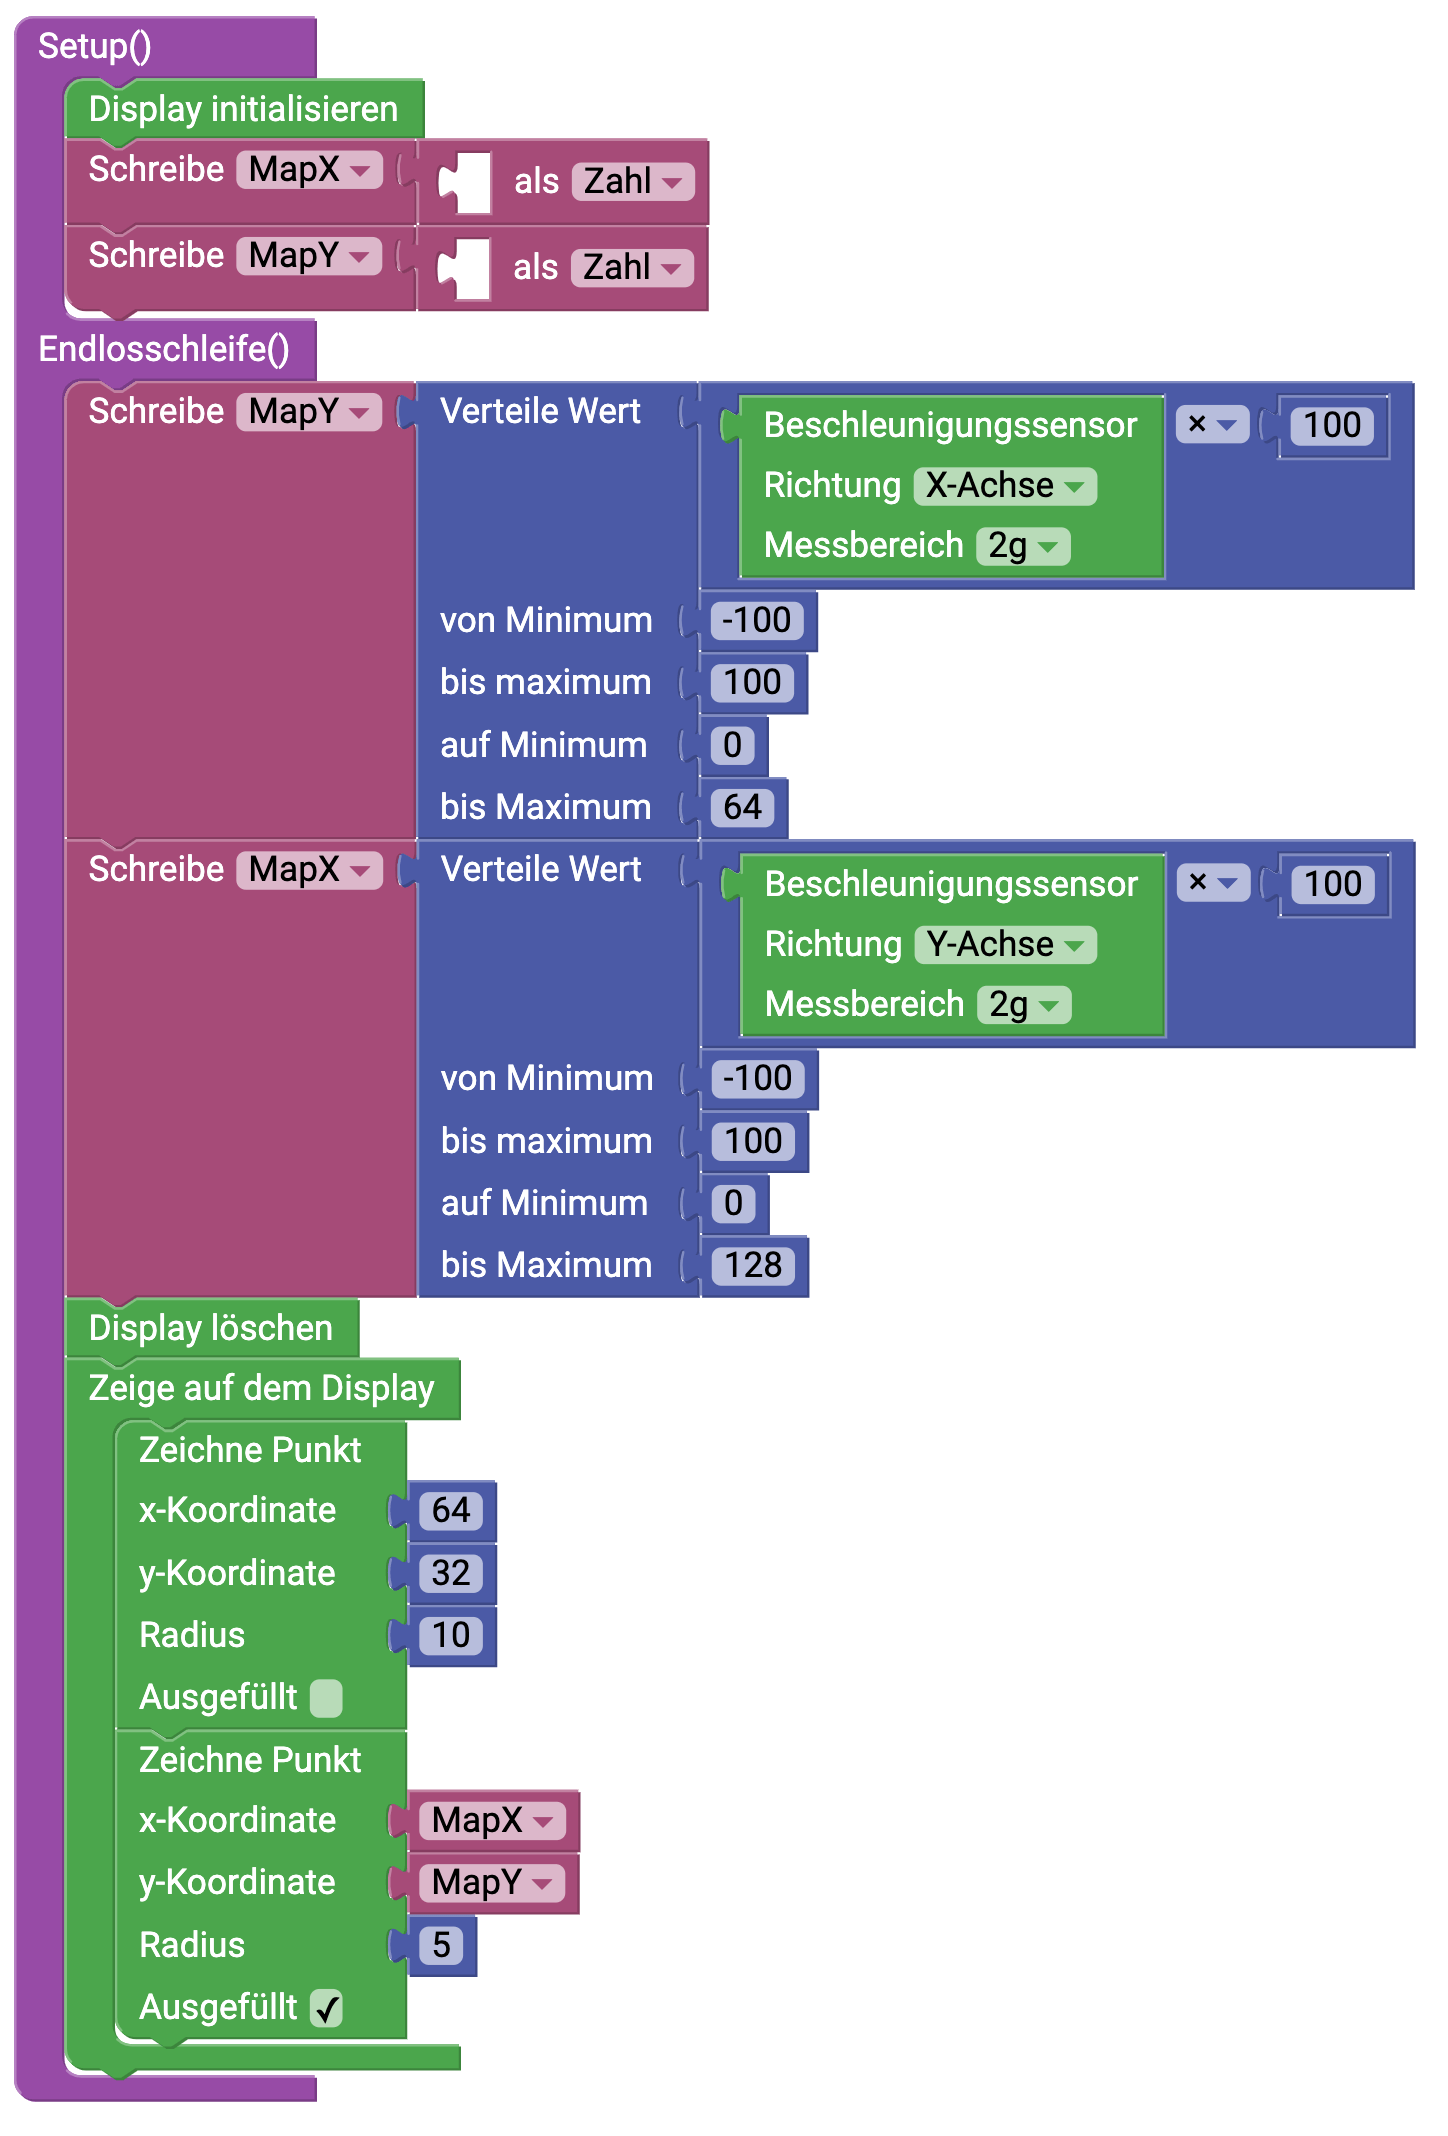 Setup()
Display initialisieren
Schreibe MapX als Zahl
Schreibe MapY als Zahl
Endlosschleife()
Schreibe MapY Verteile Wert Beschleunigungssensor × 100
Richtung X-Achse
Messbereich 2g
von Minimum -100
bis maximum 100
auf Minimum 0
bis Maximum 64
Schreibe MapX Verteile Wert Beschleunigungssensor × 100
Richtung Y-Achse
Messbereich 2g
von Minimum -100
bis maximum 100
auf Minimum 0
bis Maximum 128
Display löschen
Zeige auf dem Display
Zeichne Punkt
x-Koordinate 64
y-Koordinate 32
Radius 10
Ausgefüllt
Zeichne Punkt
x-Koordinate MapX
y-Koordinate MapY
Radius 5
Ausgefüllt ✓